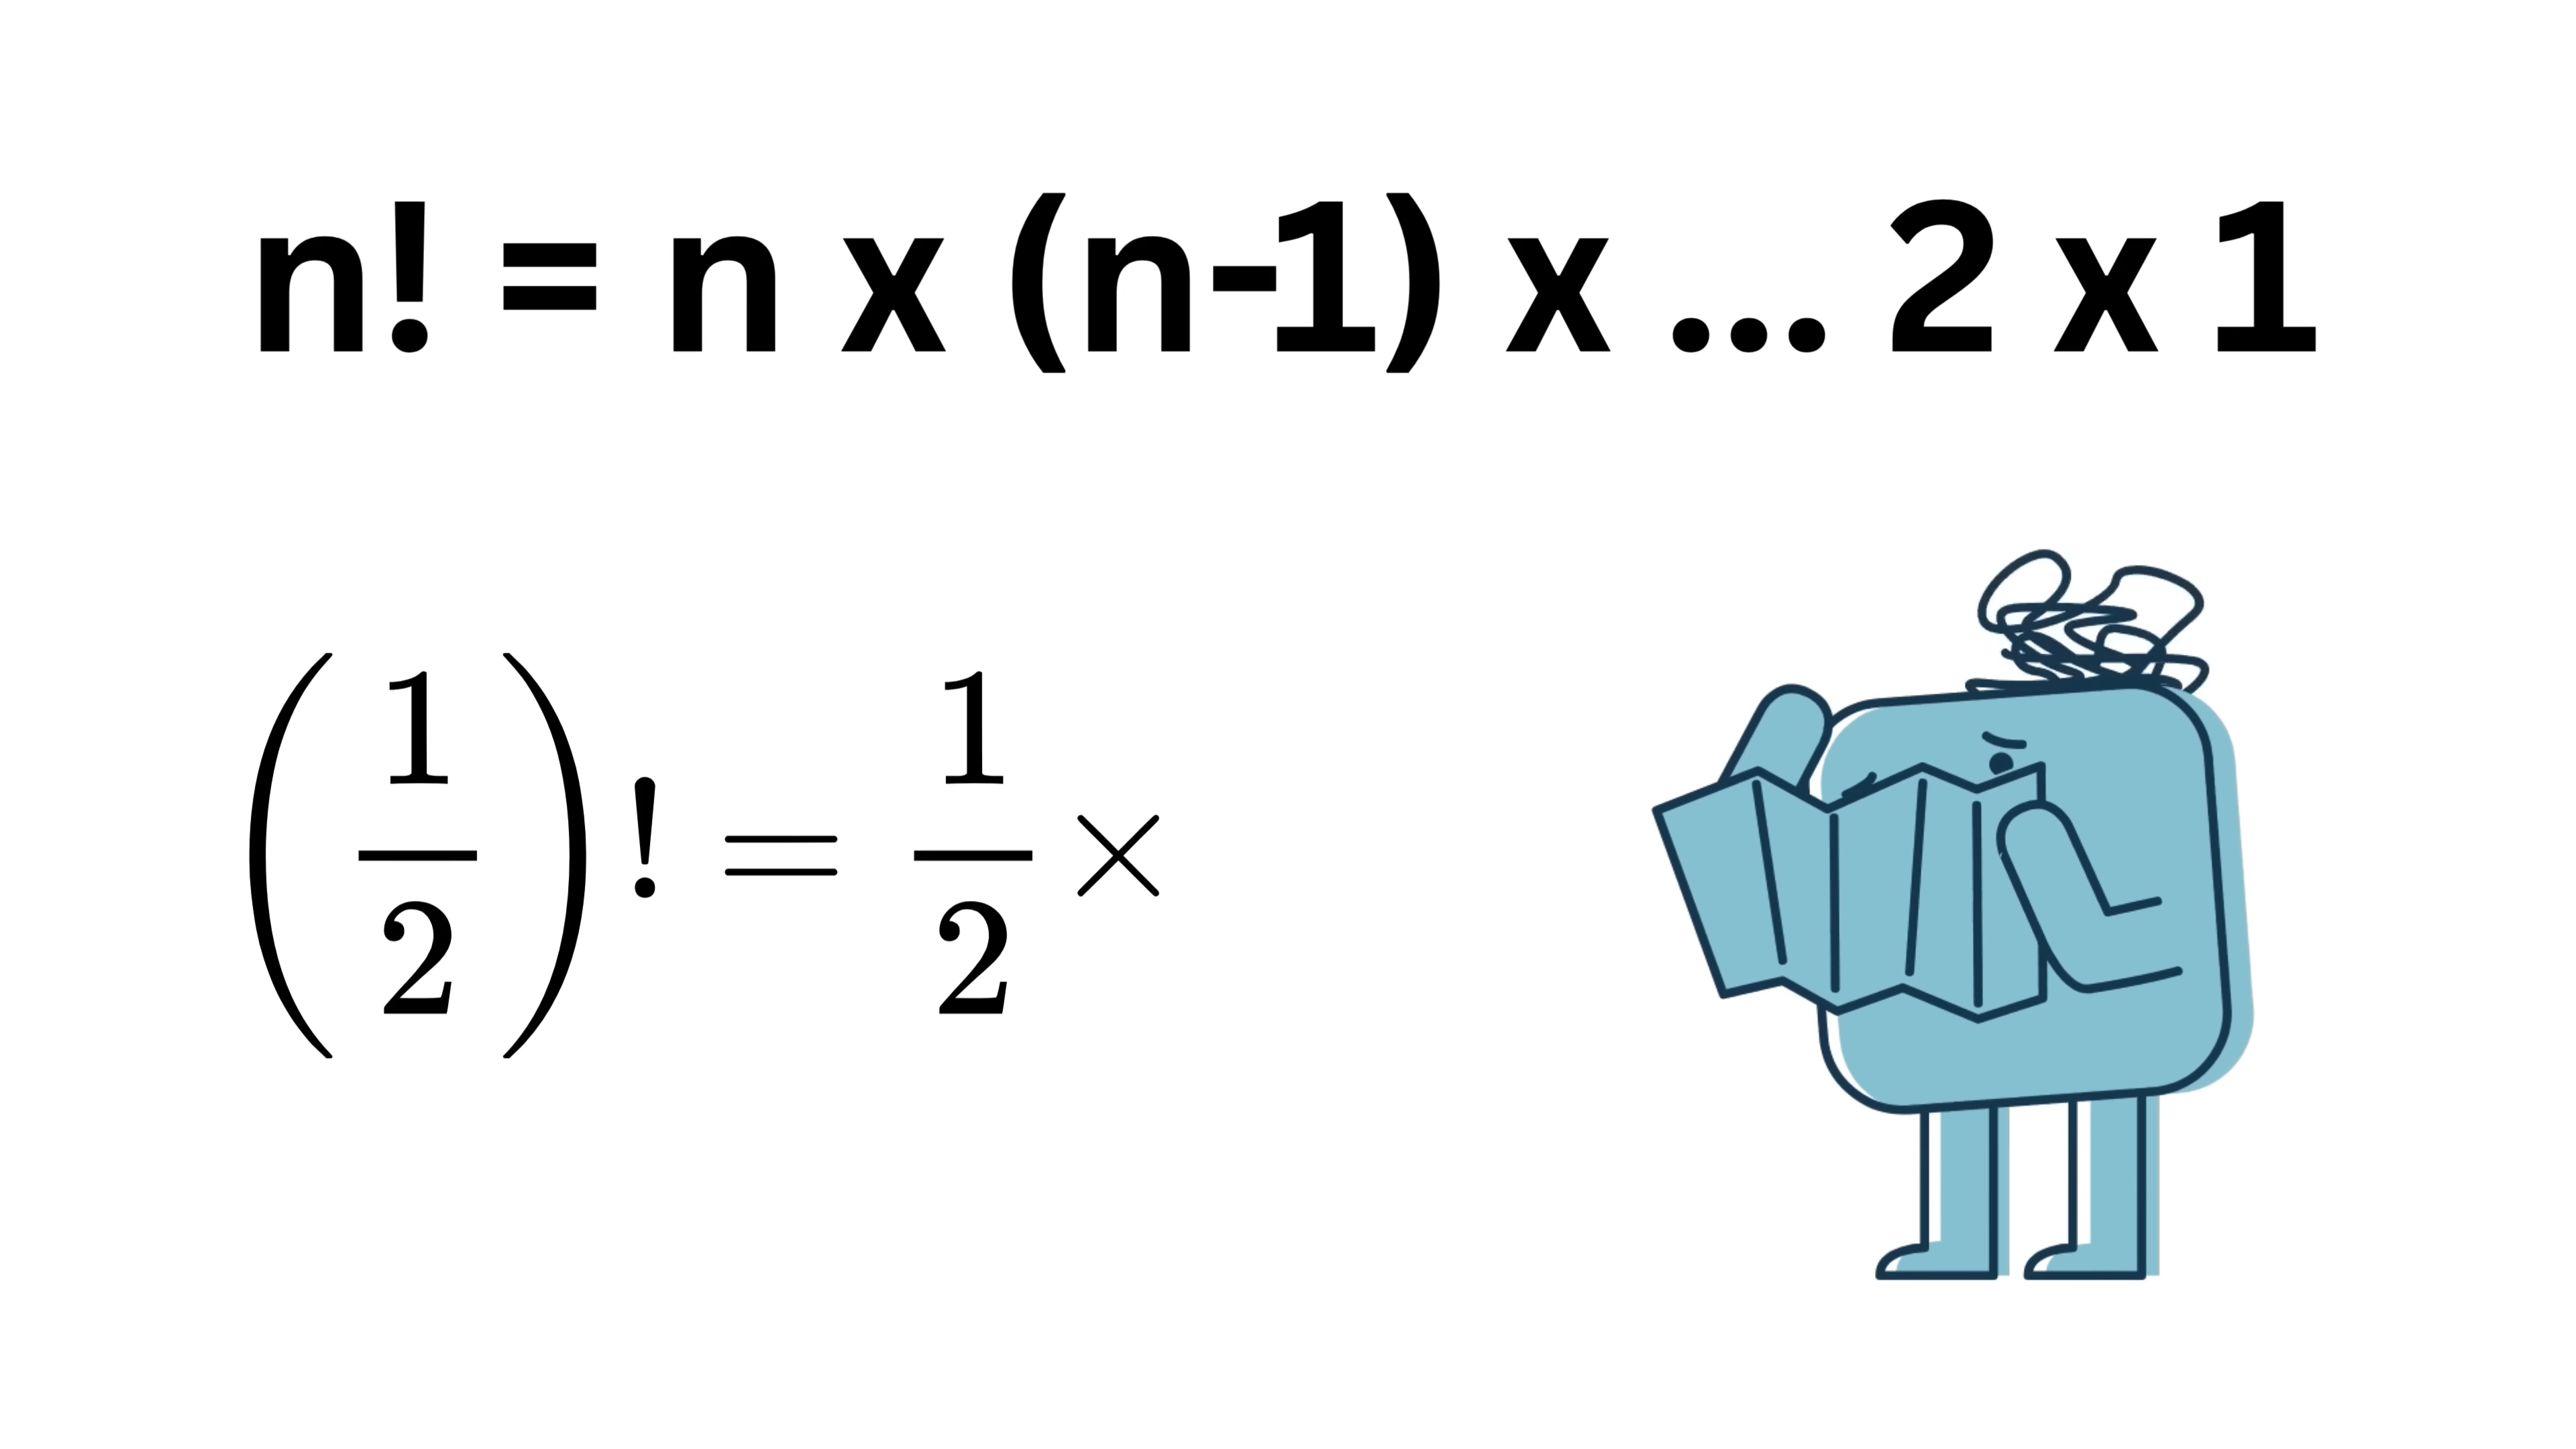 n! = n x (n-1) x ... 2 x 1
(1/2)! = 1/2 ×